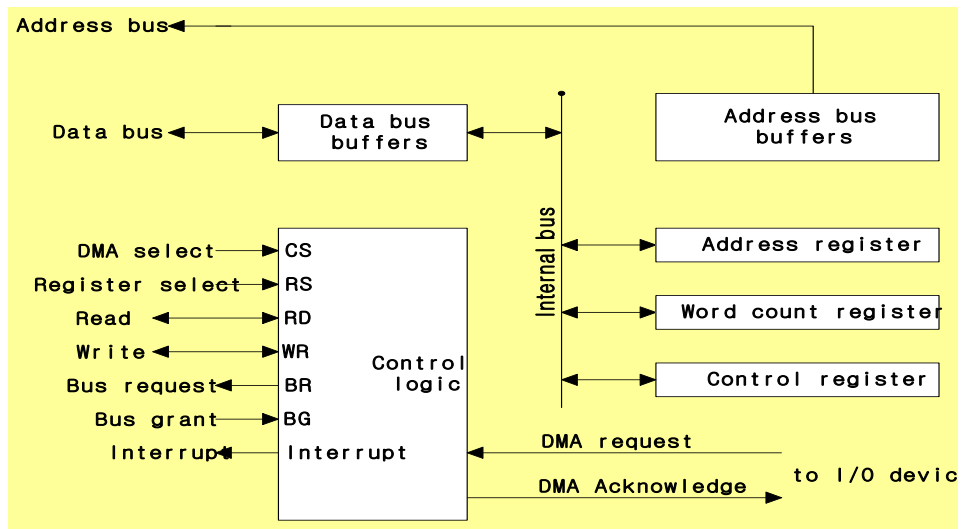 Address bus
Data bus
Data bus
buffers
Address bus
buffers
Internal bus
DMA select
CS
Address register
Register select
RS
Read
RD
Word count register
Write
WR
Control
logic
Bus request
BR
Control register
Bus grant
BG
Interrupt
Interrupt
DMA request
to I/O devic
DMA Acknowledge